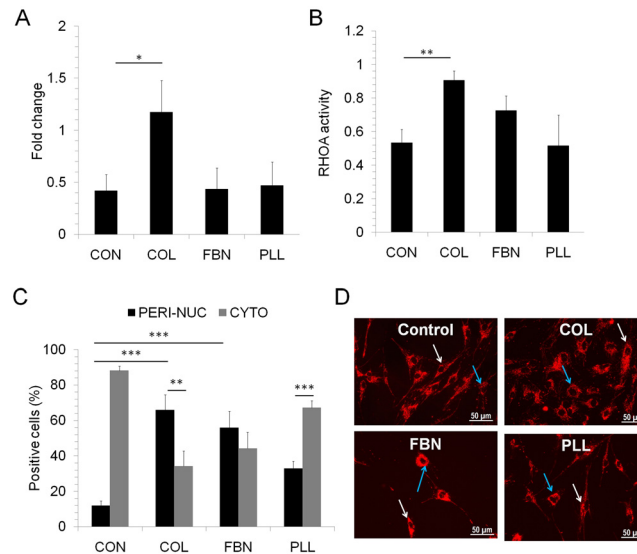 A
Fold change
2
1.5
1
0.5
0
*
CON COL FBN PLL
B
RHOA activity
1.2
1
0.8
0.6
0.4
0.2
0
**
CON COL FBN PLL
C
PERI-NUC CYTO
Positive cells (%)
100
80
60
40
20
0
***
***
**
***
CON COL FBN PLL
D
Control
50 µm
COL
50 µm
FBN
50 µm
PLL
50 µm